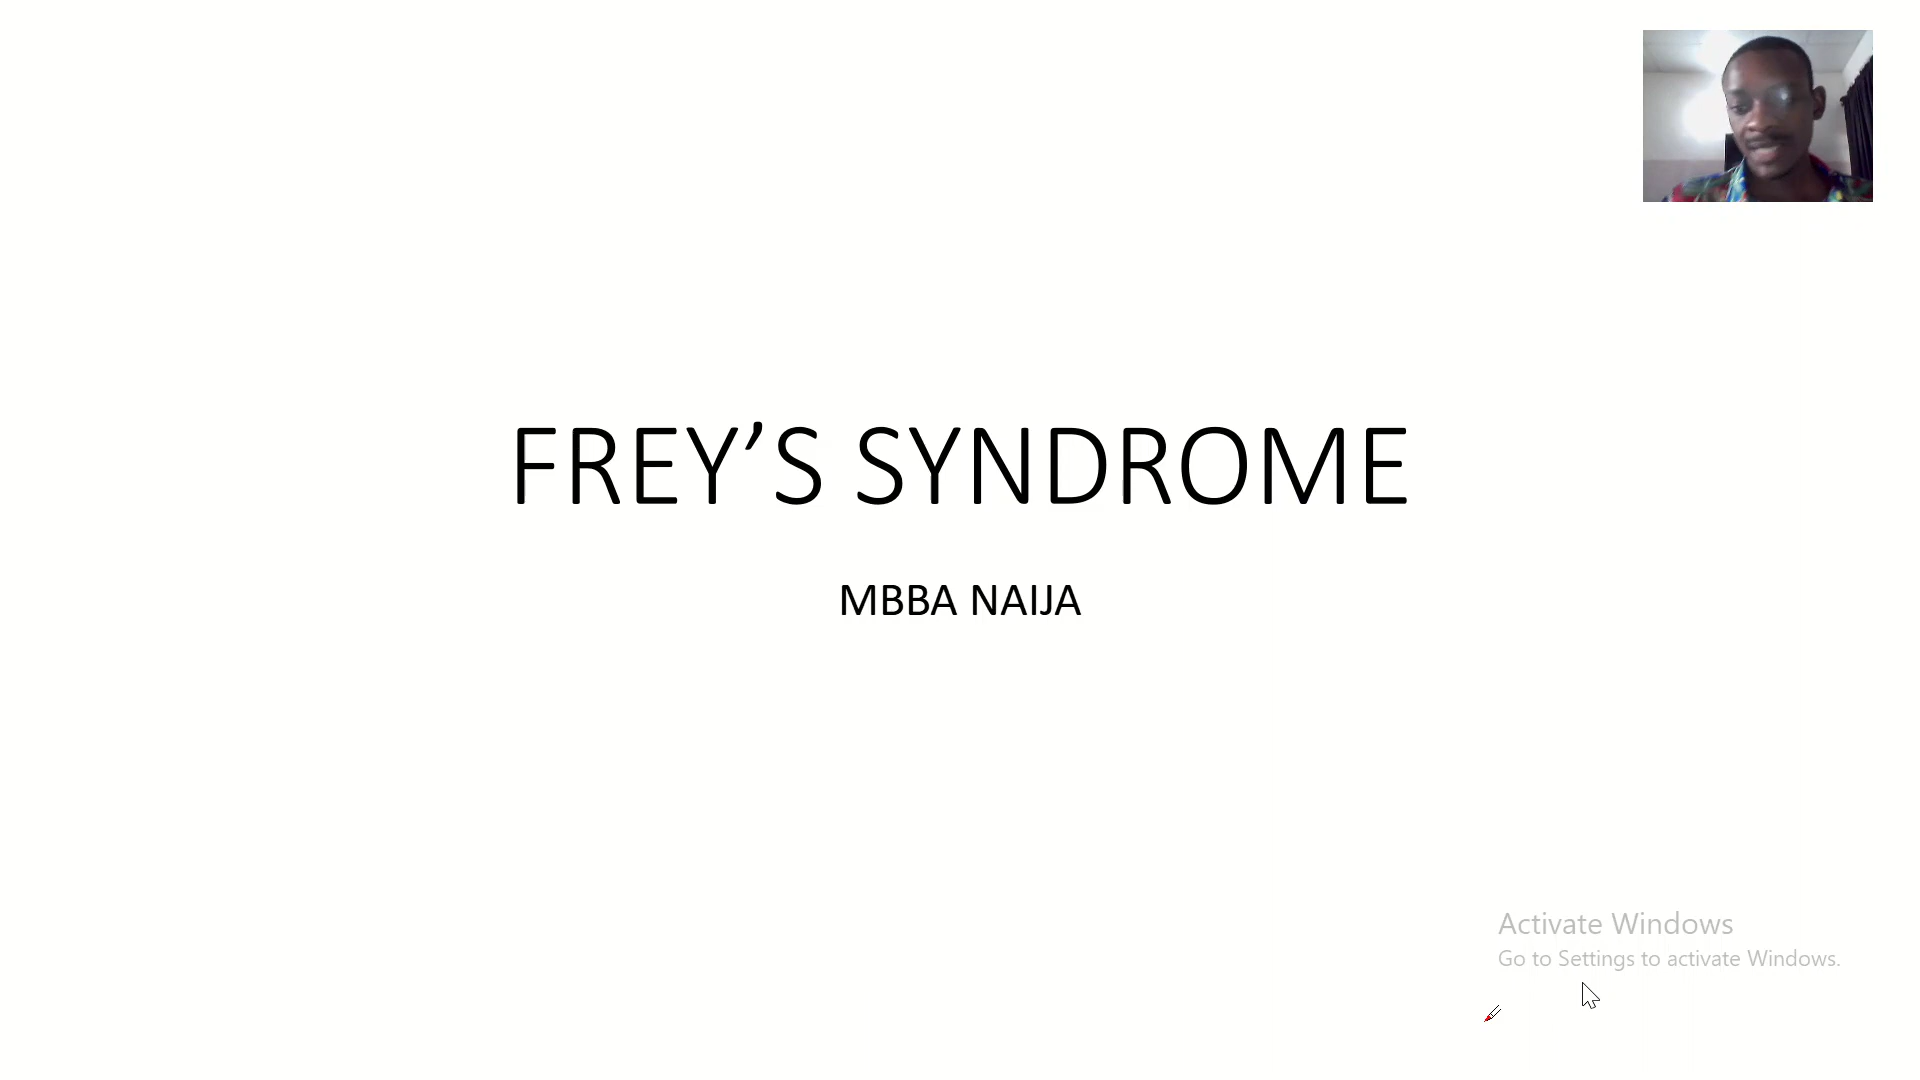 FREY’S SYNDROME
MBBA NAIJA
Activate Windows
Go to Settings to activate Windows.